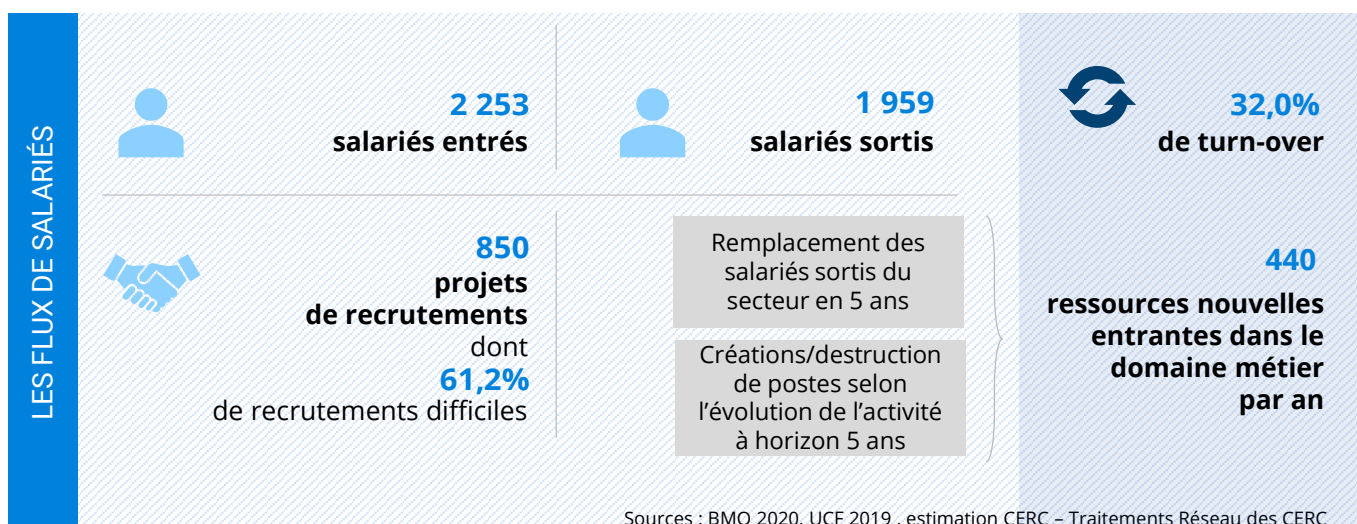 LES FLUX DE SALARIÉS
2 253
salariés entrés
1 959
salariés sortis
32,0%
de turn-over
850
projets
de recrutements
dont
61,2%
de recrutements difficiles
Remplacement des
salariés sortis du
secteur en 5 ans
Créations/destruction
de postes selon
l’évolution de l’activité
à horizon 5 ans
440
ressources nouvelles
entrantes dans le
domaine métier
par an
Sources : BMO 2020, UCF 2019 , estimation CERC – Traitements Réseau des CERC